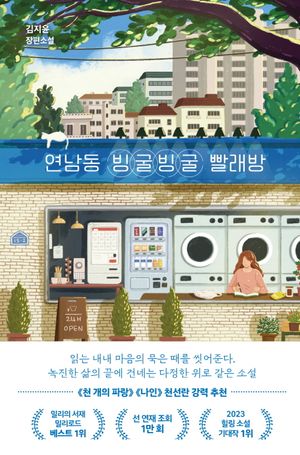 김지윤
장편소설
연남동 빙굴빙굴 빨래방
24H
OPEN
읽는 내내 마음의 묵은 때를 씻어준다.
녹진한 삶의 끝에 건네는 다정한 위로 같은 소설
《천 개의 파랑》《나인》 천선란 강력 추천
밀리의 서재
밀리로드
베스트 1위
선 연재 조회
1만 회
2023
힐링 소설
기대작 1위